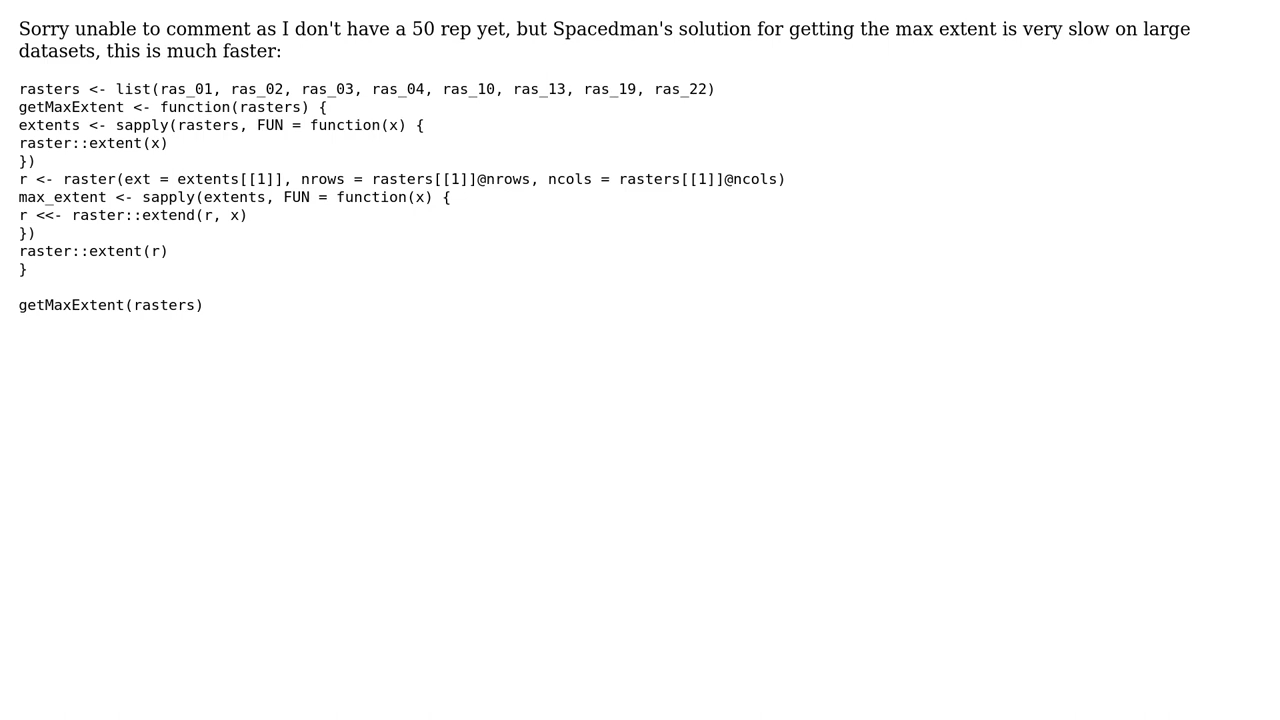 Sorry unable to comment as I don't have a 50 rep yet, but Spacedman's solution for getting the max extent is very slow on large
datasets, this is much faster:
rasters <- list(ras_01, ras_02, ras_03, ras_04, ras_10, ras_13, ras_19, ras_22)
getMaxExtent <- function(rasters) {
extents <- sapply(rasters, FUN = function(x) {
raster::extent(x)
})
r <- raster(ext = extents[[1]], nrows = rasters[[1]]@nrows, ncols = rasters[[1]]@ncols)
max_extent <- sapply(extents, FUN = function(x) {
r <<- raster::extend(r, x)
})
raster::extent(r)
}
getMaxExtent(rasters)